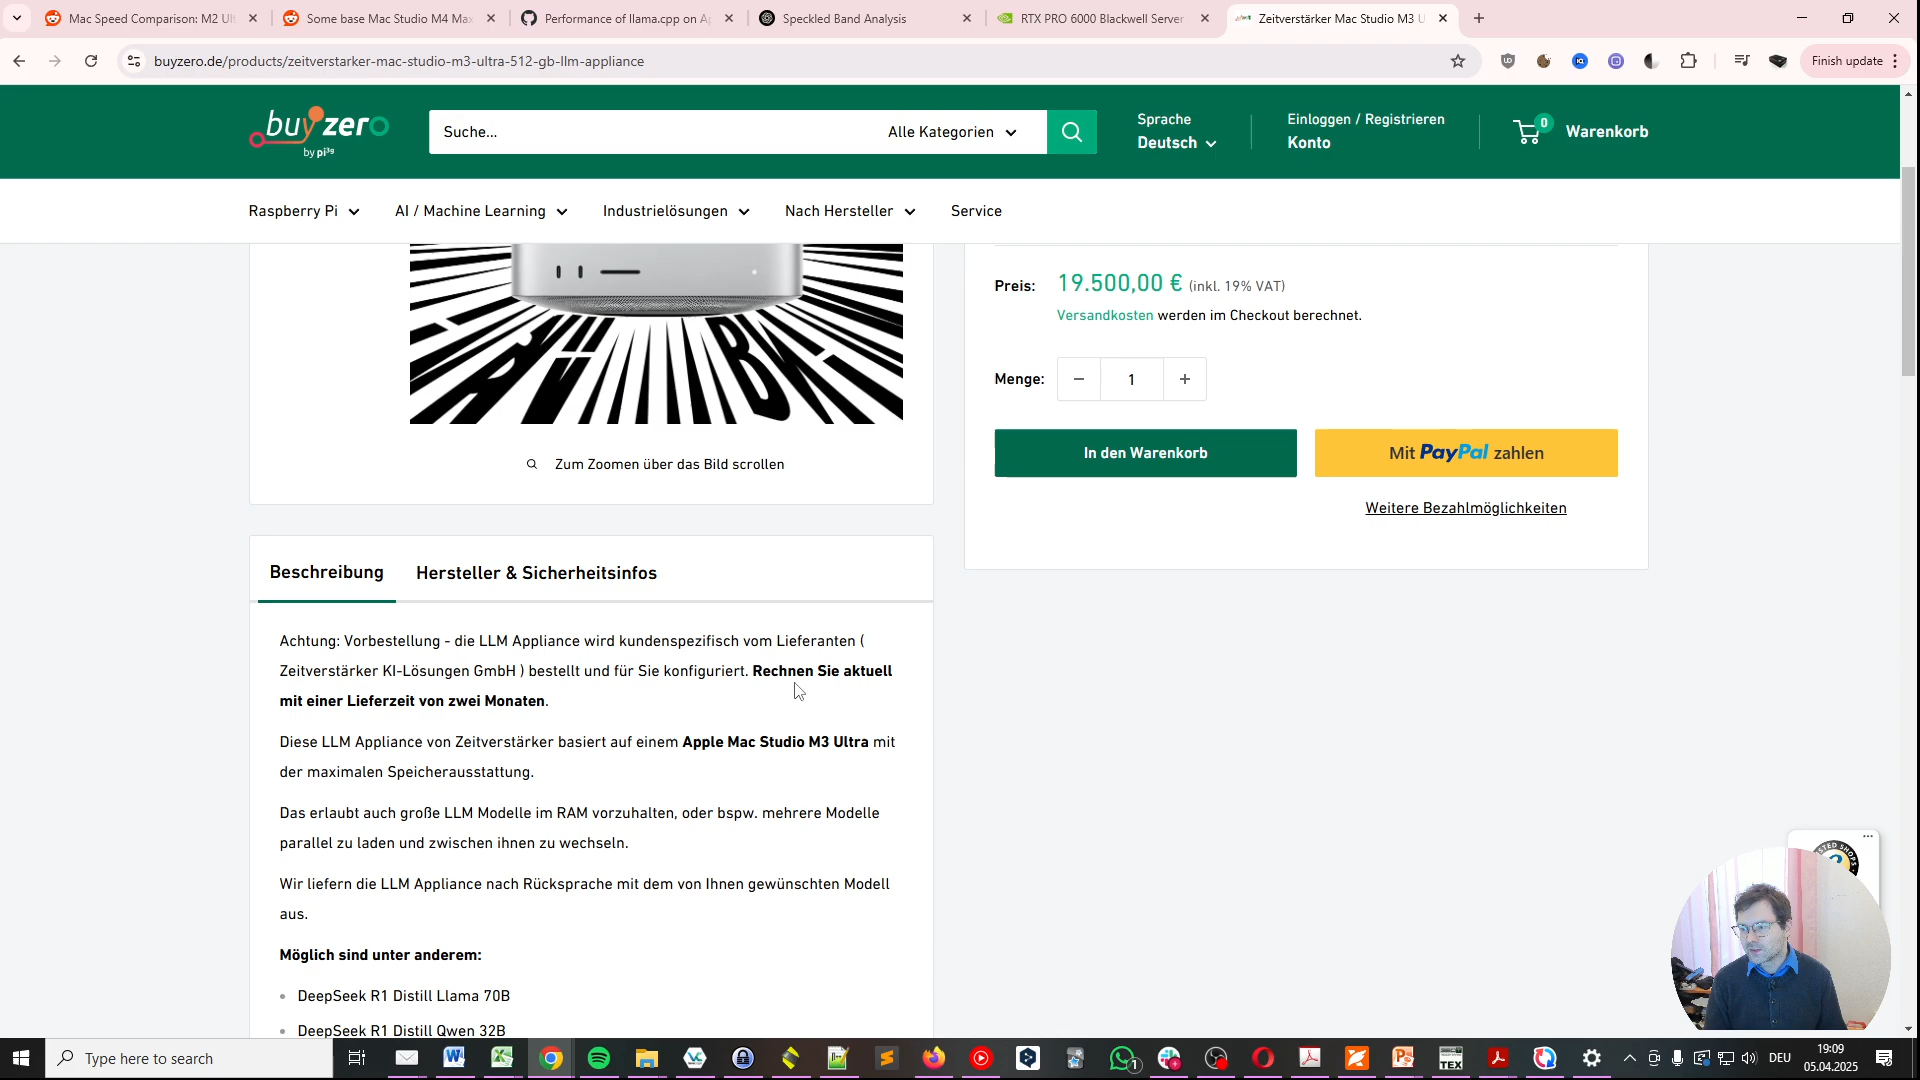 Mac Speed Comparison: M2 Ul
Some base Mac Studio M4 Max
Performance of llama.cpp on Ap
Speckled Band Analysis
RTX PRO 6000 Blackwell Server
Zeitverstärker Mac Studio M3 U
buyzero.de/products/zeitverstarker-mac-studio-m3-ultra-512-gb-llm-appliance
Finish update
buyzero
by pi3g
Suche...
Alle Kategorien
Sprache
Deutsch
Einloggen / Registrieren
Konto
0
Warenkorb
Raspberry Pi
AI / Machine Learning
Industrielösungen
Nach Hersteller
Service
Preis:
19.500,00 € (inkl. 19% VAT)
Versandkosten werden im Checkout berechnet.
Menge:
1
In den Warenkorb
Mit PayPal zahlen
Weitere Bezahlmöglichkeiten
Zum Zoomen über das Bild scrollen
Beschreibung
Hersteller & Sicherheitsinfos
Achtung: Vorbestellung - die LLM Appliance wird kundenspezifisch vom Lieferanten (
Zeitverstärker KI-Lösungen GmbH ) bestellt und für Sie konfiguriert. Rechnen Sie aktuell
mit einer Lieferzeit von zwei Monaten.
Diese LLM Appliance von Zeitverstärker basiert auf einem Apple Mac Studio M3 Ultra mit
der maximalen Speicherausstattung.
Das erlaubt auch große LLM Modelle im RAM vorzuhalten, oder bspw. mehrere Modelle
parallel zu laden und zwischen ihnen zu wechseln.
Wir liefern die LLM Appliance nach Rücksprache mit dem von Ihnen gewünschten Modell
aus.
Möglich sind unter anderem:
DeepSeek R1 Distill Llama 70B
DeepSeek R1 Distill Qwen 32B
Type here to search
DEU
19:09
05.04.2025